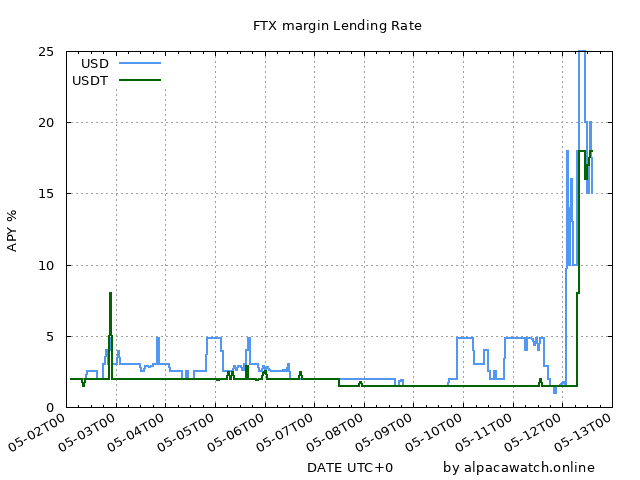 FTX margin Lending Rate
USD
USDT
25
20
15
10
5
0
APY %
05-02T00
05-03T00
05-04T00
05-05T00
05-06T00
05-07T00
05-08T00
05-09T00
05-10T00
05-11T00
05-12T00
05-13T00
DATE UTC+0 by alpacawatch.online